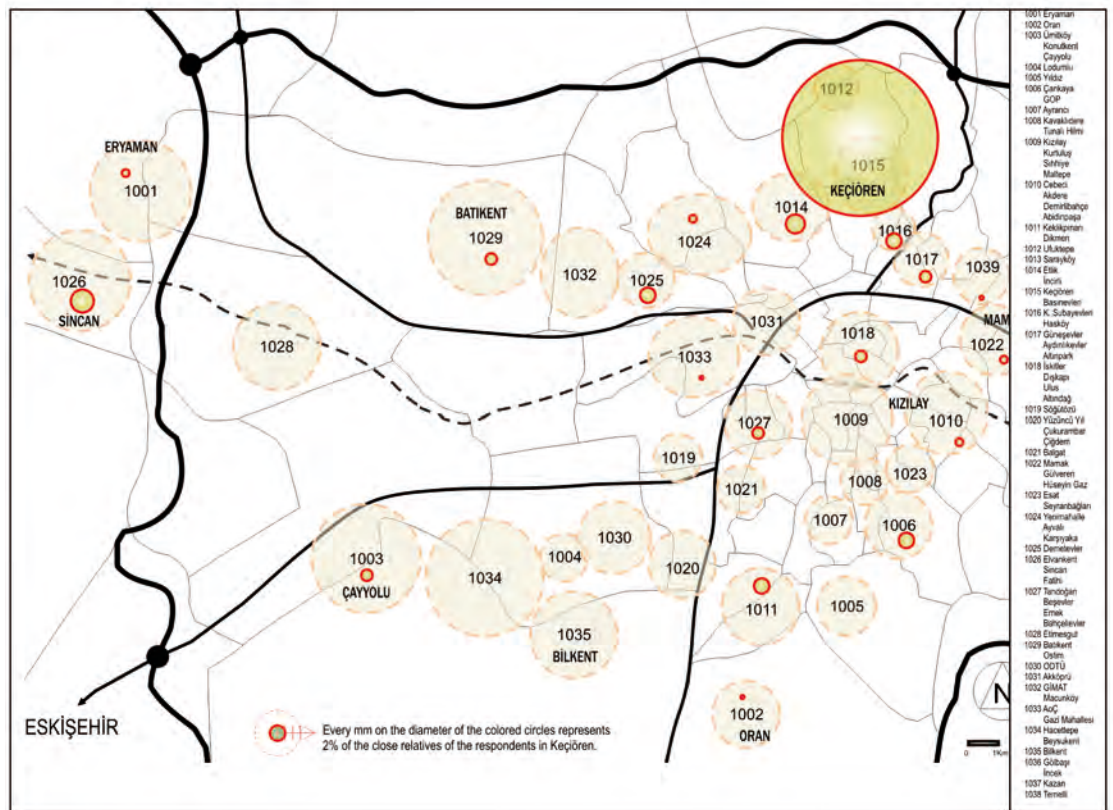 1012
1015
KEÇİÖREN
ERYAMAN
1001
BATIKENT
1029
1014
1024
1016
1017
1039
1032
1025
1026
SİNCAN
1028
1031
1033
1018
MAM
1022
KIZILAY
1027
1009
1010
1019
1021
1008
1023
1007
1006
1003
ÇAYYOLU
1034
1004
1030
1020
1035
BİLKENT
1011
1005
1002
ORAN
ESKİŞEHİR
Every mm on the diameter of the colored circles represents
2% of the close relatives of the respondents in Keçiören.
N
0 1Km
1001 Eryaman
1002 Oran
1003 Ümitköy
Konutkent
Çayyolu
1004 Lodumlu
1005 Yıldız
1006 Çankaya
GOP
1007 Ayrancı
1008 Kavaklıdere
Tunalı Hilmi
1009 Kızılay
Kurtuluş
Sıhhiye
Maltepe
1010 Cebeci
Akdere
Demirlibahçe
Abidinpaşa
1011 Keklikpınarı
Dikmen
1012 Ufuktepe
1013 Sarayköy
1014 Etlik
İncirli
1015 Keçiören
Basınevleri
1016 K. Subayevleri
Hasköy
1017 Güneşevler
Aydınlıkevler
Altınpark
1018 İskitler
Dışkapı
Ulus
Altındağ
1019 Söğütözü
1020 Yüzüncü Yıl
Çukurambar
Çiğdem
1021 Balgat
1022 Mamak
Gülveren
Hüseyin Gaz
1023 Esat
Seyranbağları
1024 Yenimahalle
Ayvalı
Karşıyaka
1025 Demetevler
1026 Elvankent
Sincan
Fatih
1027 Tandoğan
Beşevler
Emek
Bahçelievler
1028 Etimesgut
1029 Batıkent
Ostim
1030 ODTÜ
1031 Akköprü
1032 GİMAT
Macunköy
1033 AoÇ
Gazi Mahallesi
1034 Hacettepe
Beysukent
1035 Bilkent
1036 Gölbaşı
İncek
1037 Kazan
1038 Temelli